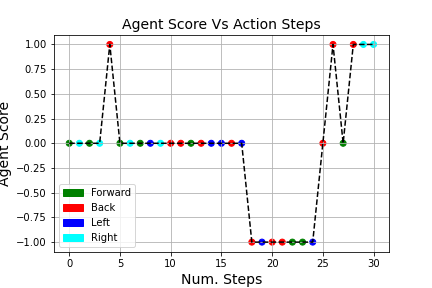 Agent Score Vs Action Steps
Agent Score
1.00
0.75
0.50
0.25
0.00
−0.25
−0.50
−0.75
−1.00
Forward
Back
Left
Right
0 5 10 15 20 25 30
Num. Steps